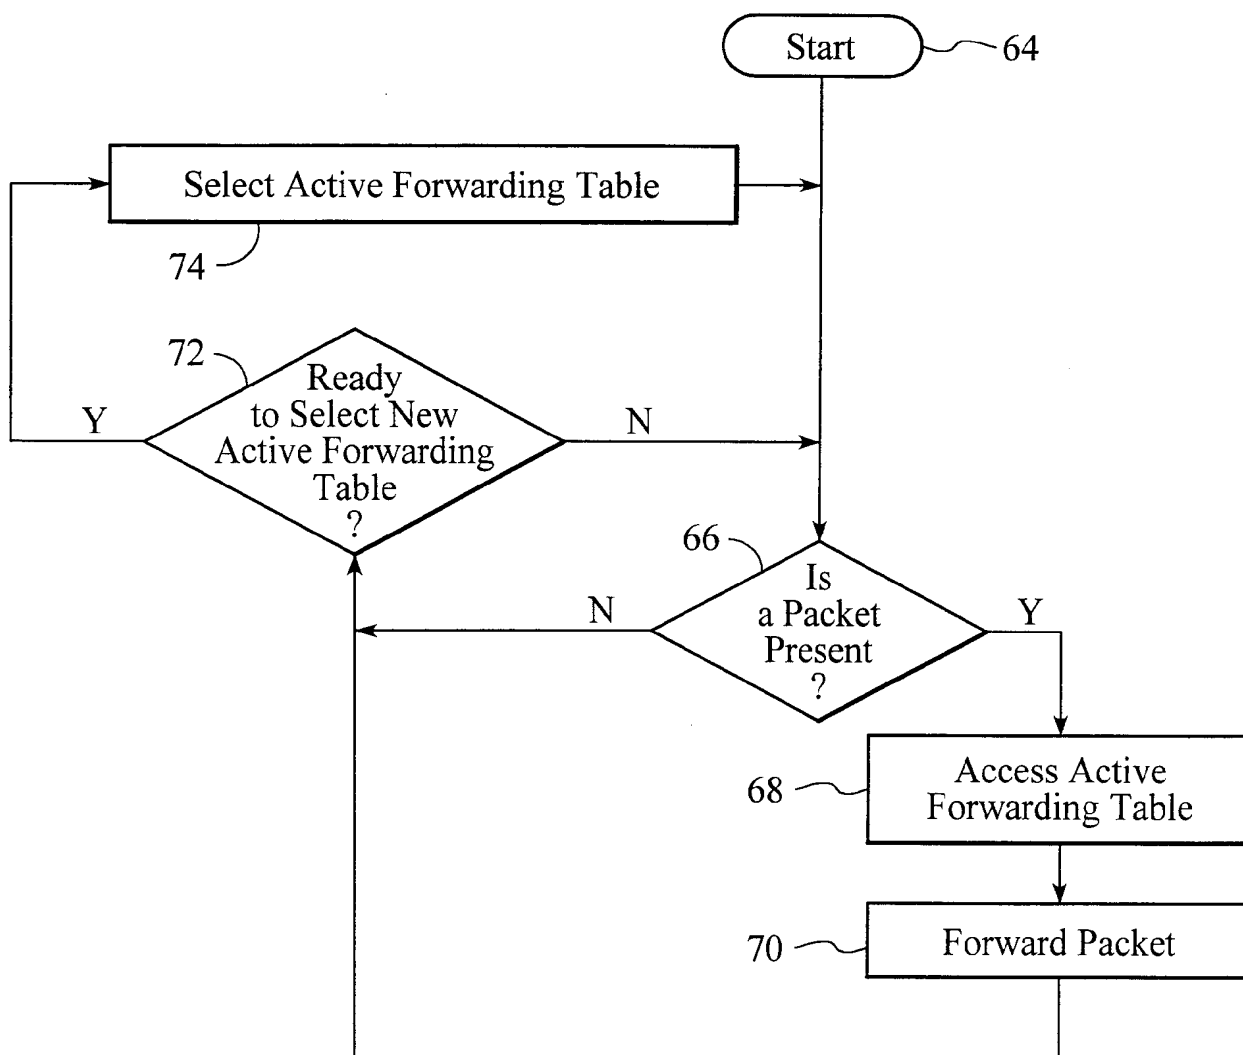 Start
64
Select Active Forwarding Table
74
72
Ready
to Select New
Active Forwarding
Table
?
Y
N
66
Is
a Packet
Present
?
N
Y
68
Access Active
Forwarding Table
70
Forward Packet